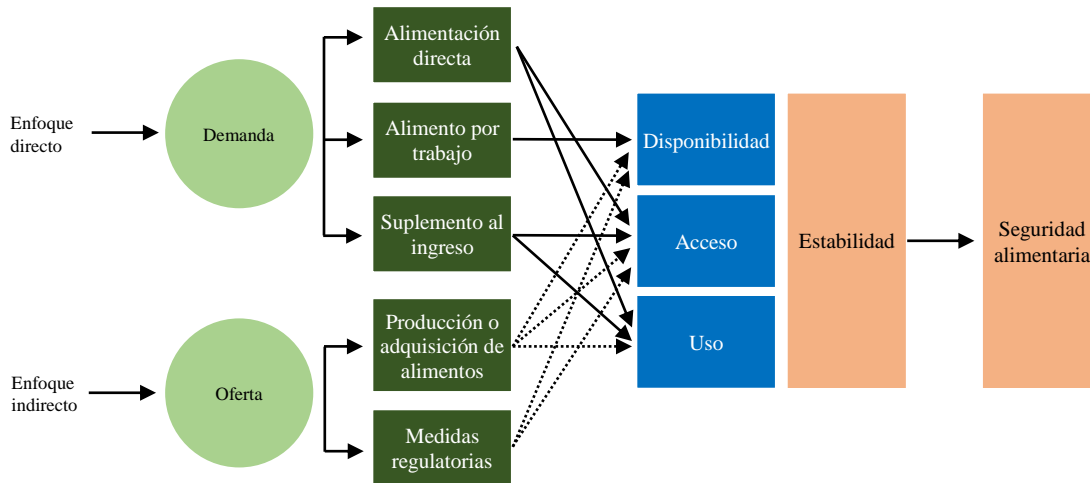 Enfoque
directo
Demanda
Alimentación
directa
Alimento por
trabajo
Suplemento al
ingreso
Enfoque
indirecto
Oferta
Producción o
adquisición de
alimentos
Medidas
regulatorias
Disponibilidad
Acceso
Uso
Estabilidad
Seguridad
alimentaria